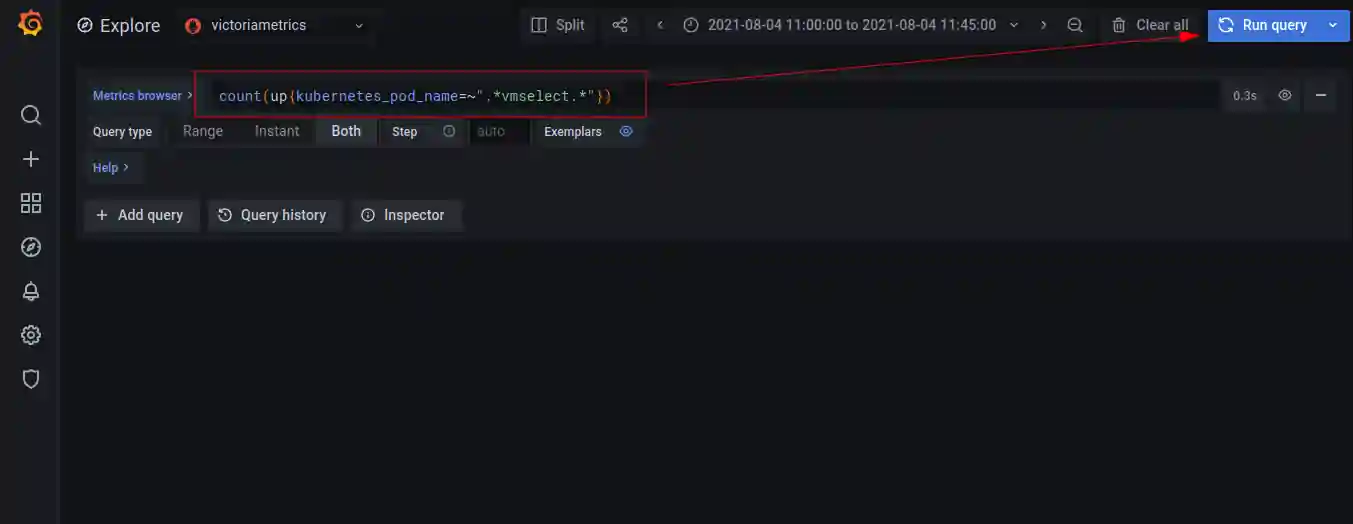 Explore victoriametrics Split 2021-08-04 11:00:00 to 2021-08-04 11:45:00 Clear all Run query
Metrics browser > count(up{kubernetes_pod_name=~".*vmselect.*"}) 0.3s
Query type Range Instant Both Step auto Exemplars
Help >
+ Add query Query history Inspector